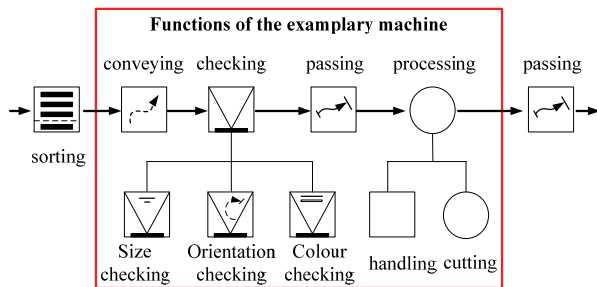 Functions of the examplary machine
conveying checking passing processing passing
sorting
Size checking
Orientation checking
Colour checking
handling cutting